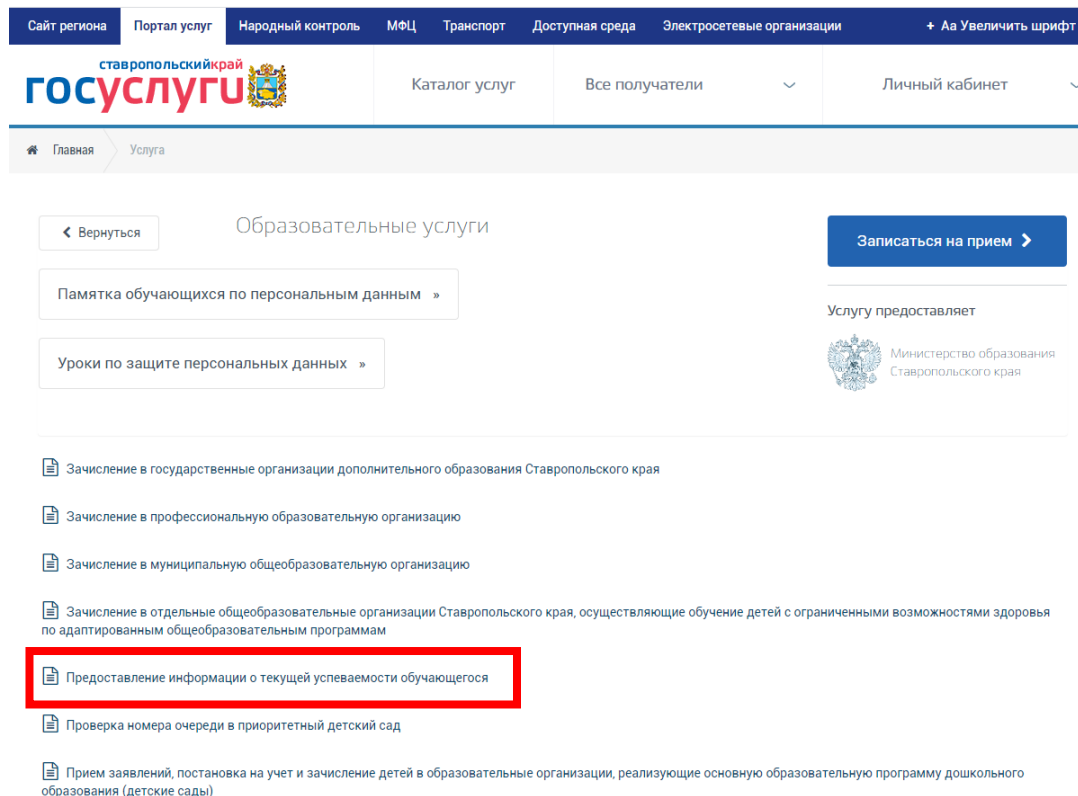 Сайт региона Портал услуг Народный контроль МФЦ Транспорт Доступная среда Электросетевые организации + Аа Увеличить шрифт
ставропольскийкрай
госуслуги
Каталог услуг Все получатели Личный кабинет
Главная Услуга
Вернуться
Образовательные услуги
Записаться на прием
Памятка обучающихся по персональным данным »
Услугу предоставляет
Уроки по защите персональных данных »
Министерство образования
Ставропольского края
Зачисление в государственные организации дополнительного образования Ставропольского края
Зачисление в профессиональную образовательную организацию
Зачисление в муниципальную общеобразовательную организацию
Зачисление в отдельные общеобразовательные организации Ставропольского края, осуществляющие обучение детей с ограниченными возможностями здоровья
по адаптированным общеобразовательным программам
Предоставление информации о текущей успеваемости обучающегося
Проверка номера очереди в приоритетный детский сад
Прием заявлений, постановка на учет и зачисление детей в образовательные организации, реализующие основную образовательную программу дошкольного
образования (детские сады)